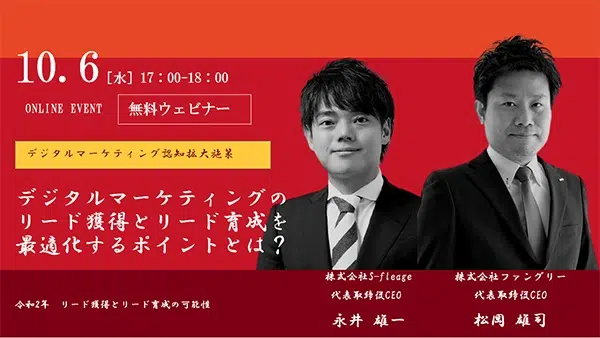 10. 6 [水] 17：00-18：00
ONLINE EVENT 無料ウェビナー
デジタルマーケティング認知拡大施策
デジタルマーケティングの
リード獲得とリード育成を
最適化するポイントとは？
株式会社S-fleage
代表取締役CEO
永井 雄一
株式会社ファングリー
代表取締役CEO
松岡 雄司
令和2年 リード獲得とリード育成の可能性